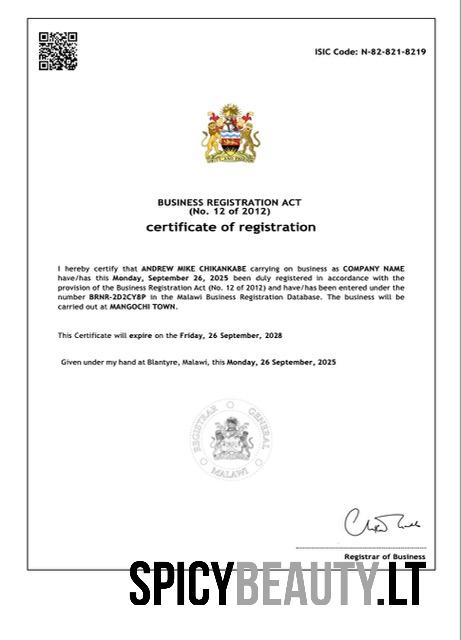 ISIC Code: N-82-821-8219
BUSINESS REGISTRATION ACT
(No. 12 of 2012)
certificate of registration
I hereby certify that ANDREW MIKE CHIKANKABE carrying on business as COMPANY NAME
have/has this Monday, September 26, 2025 been duly registered in accordance with the
provision of the Business Registration Act (No. 12 of 2012) and have/has been entered under the
number BRNR-2D2CY8P in the Malawi Business Registration Database. The business will be
carried out at MANGOCHI TOWN.
This Certificate will expire on the Friday, 26 September, 2028
Given under my hand at Blantyre, Malawi, this Monday, 26 September, 2025
REGISTRAR GENERAL
MALAWI
Registrar of Business
SPICYBEAUTY.LT